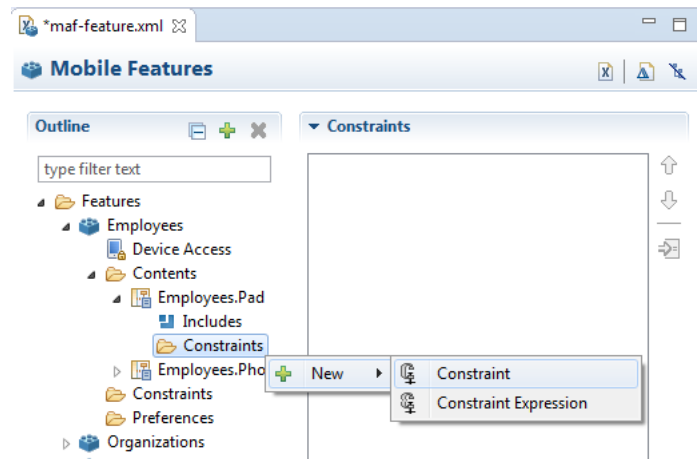 *maf-feature.xml
Mobile Features
Outline
type filter text
Features
Employees
Device Access
Contents
Employees.Pad
Includes
Constraints
Employees.Pho
Constraints
Preferences
Organizations
Constraints
New
Constraint
Constraint Expression